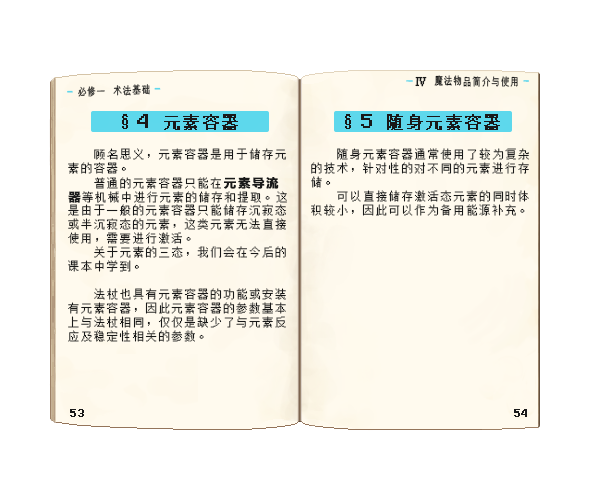 - 必修一 术法基础 -
§4 元素容器
顾名思义，元素容器是用于储存元
素的容器。
普通的元素容器只能在元素导流
器等机械中进行元素的储存和提取。这
是由于一般的元素容器只能储存沉寂态
或半沉寂态的元素，这类元素无法直接
使用，需要进行激活。
关于元素的三态，我们会在今后的
课本中学到。
法杖也具有元素容器的功能或安装
有元素容器，因此元素容器的参数基本
上与法杖相同，仅仅是缺少了与元素反
应及稳定性相关的参数。
53
- Ⅳ 魔法物品简介与使用 -
§5 随身元素容器
随身元素容器通常使用了较为复杂
的技术，针对性的对不同的元素进行存
储。
可以直接储存激活态元素的同时体
积较小，因此可以作为备用能源补充。
54